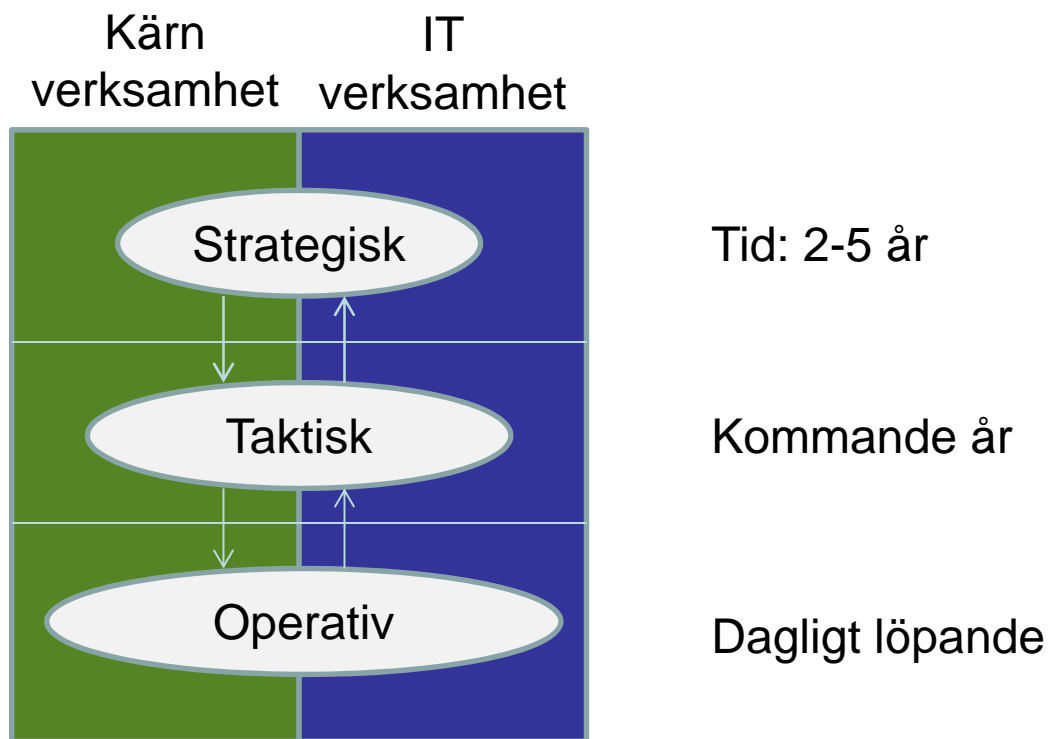 Kärn
verksamhet
IT
verksamhet
Strategisk
Tid: 2-5 år
Taktisk
Kommande år
Operativ
Dagligt löpande